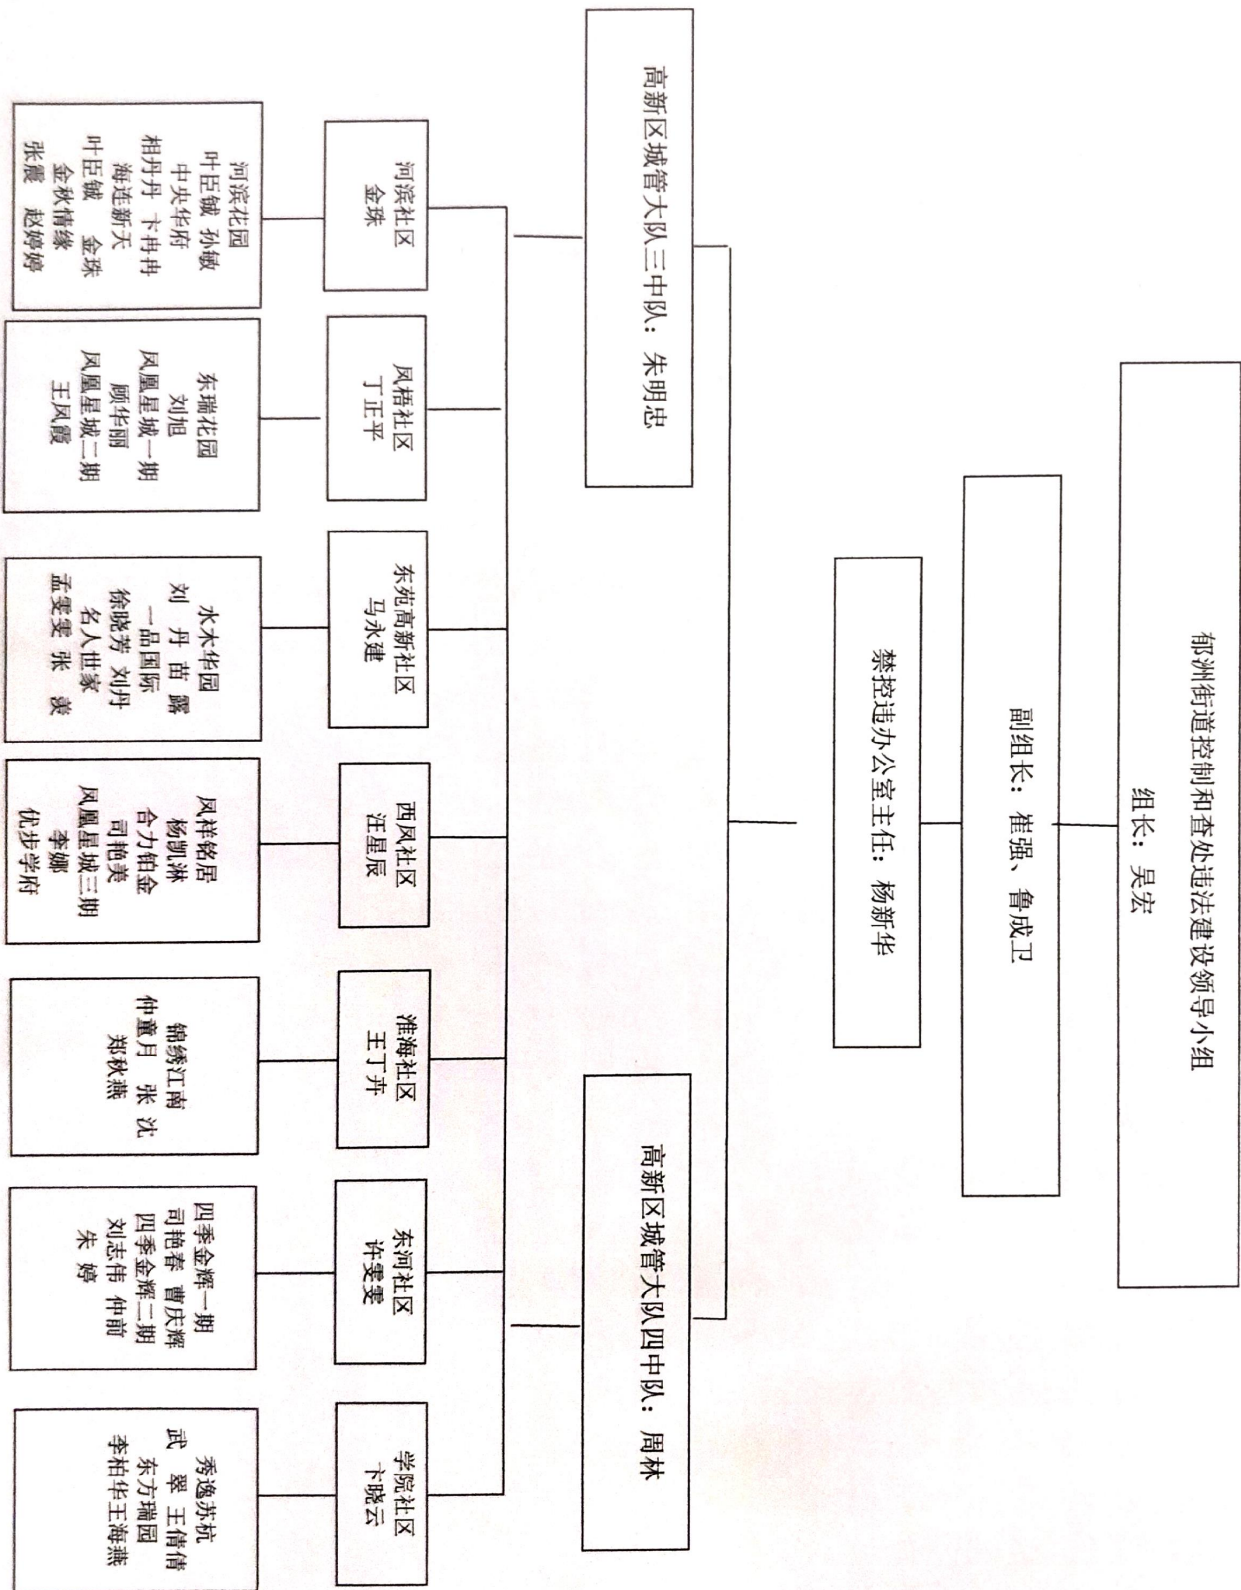 郁洲街道控制和查处违法建设领导小组
组长：吴宏
副组长：崔强、鲁成卫
禁控违办公室主任：杨新华
高新区城管大队三中队：朱明忠
高新区城管大队四中队：周林
河滨社区
金珠
凤梧社区
丁正平
东苑高新社区
马永建
西凤社区
汪星辰
淮海社区
王丁卉
东河社区
许雯雯
学院社区
卞晓云
河滨花园
叶臣铖 孙敏
中央华府
相丹丹 卞冉冉
海连新天
叶臣铖 金珠
金秋情缘
张震 赵婷婷
东瑞花园
刘旭
凤凰星城一期
顾华丽
凤凰星城二期
王凤霞
水木华园
刘 丹 苗 露
一品国际
徐晓芳 刘丹
名人世家
孟雯雯 张 羡
凤祥铭居
杨凯淋
合力铂金
司艳美
凤凰星城三期
李娜
优步学府
锦绣江南
仲童月 张 沈
郑秋燕
四季金辉一期
司艳春 曹庆辉
四季金辉二期
刘志伟 仲前
朱 婷
秀逸苏杭
武 翠 王倩倩
东方瑞园
李柏华王海燕